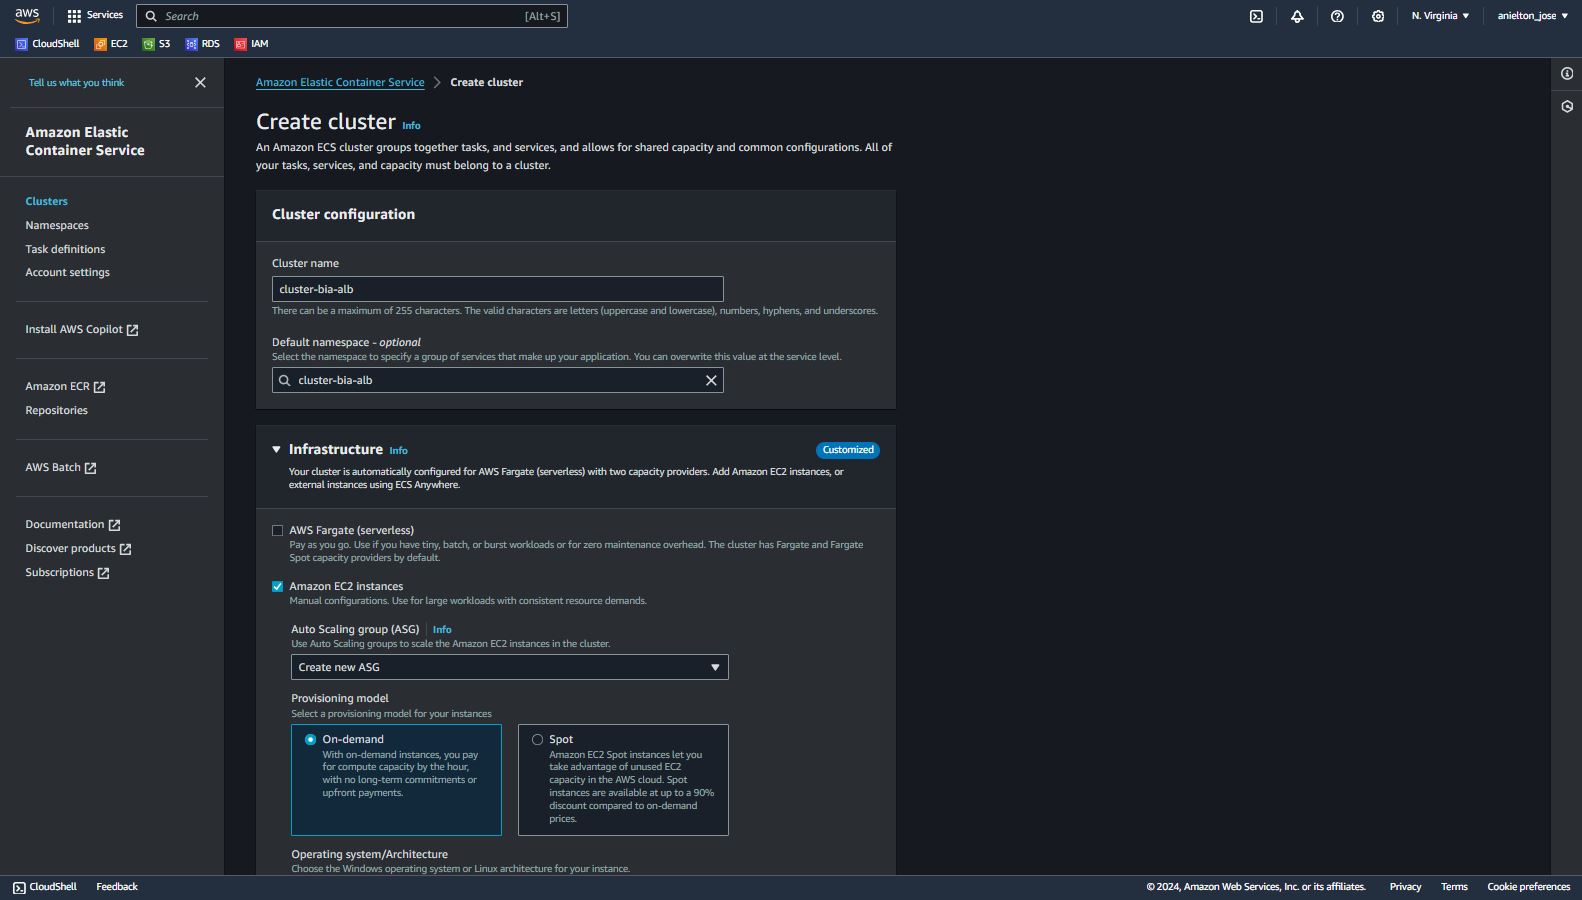 aws
Services
Search
[Alt+S]
N. Virginia
anielton_jose
CloudShell
EC2
S3
RDS
IAM
Tell us what you think
Amazon Elastic
Container Service
Clusters
Namespaces
Task definitions
Account settings
Install AWS Copilot
Amazon ECR
Repositories
AWS Batch
Documentation
Discover products
Subscriptions
Amazon Elastic Container Service
Create cluster
Create cluster Info
An Amazon ECS cluster groups together tasks, and services, and allows for shared capacity and common configurations. All of
your tasks, services, and capacity must belong to a cluster.
Cluster configuration
Cluster name
cluster-bia-alb
There can be a maximum of 255 characters. The valid characters are letters (uppercase and lowercase), numbers, hyphens, and underscores.
Default namespace - optional
Select the namespace to specify a group of services that make up your application. You can overwrite this value at the service level.
cluster-bia-alb
Infrastructure Info
Customized
Your cluster is automatically configured for AWS Fargate (serverless) with two capacity providers. Add Amazon EC2 instances, or
external instances using ECS Anywhere.
AWS Fargate (serverless)
Pay as you go. Use if you have tiny, batch, or burst workloads or for zero maintenance overhead. The cluster has Fargate and Fargate
Spot capacity providers by default.
Amazon EC2 instances
Manual configurations. Use for large workloads with consistent resource demands.
Auto Scaling group (ASG) Info
Use Auto Scaling groups to scale the Amazon EC2 instances in the cluster.
Create new ASG
Provisioning model
Select a provisioning model for your instances
On-demand
With on-demand instances, you pay
for compute capacity by the hour,
with no long-term commitments or
upfront payments.
Spot
Amazon EC2 Spot instances let you
take advantage of unused EC2
capacity in the AWS cloud. Spot
instances are available at up to a 90%
discount compared to on-demand
prices.
Operating system/Architecture
Choose the Windows operating system or Linux architecture for your instance.
CloudShell
Feedback
© 2024, Amazon Web Services, Inc. or its affiliates.
Privacy
Terms
Cookie preferences